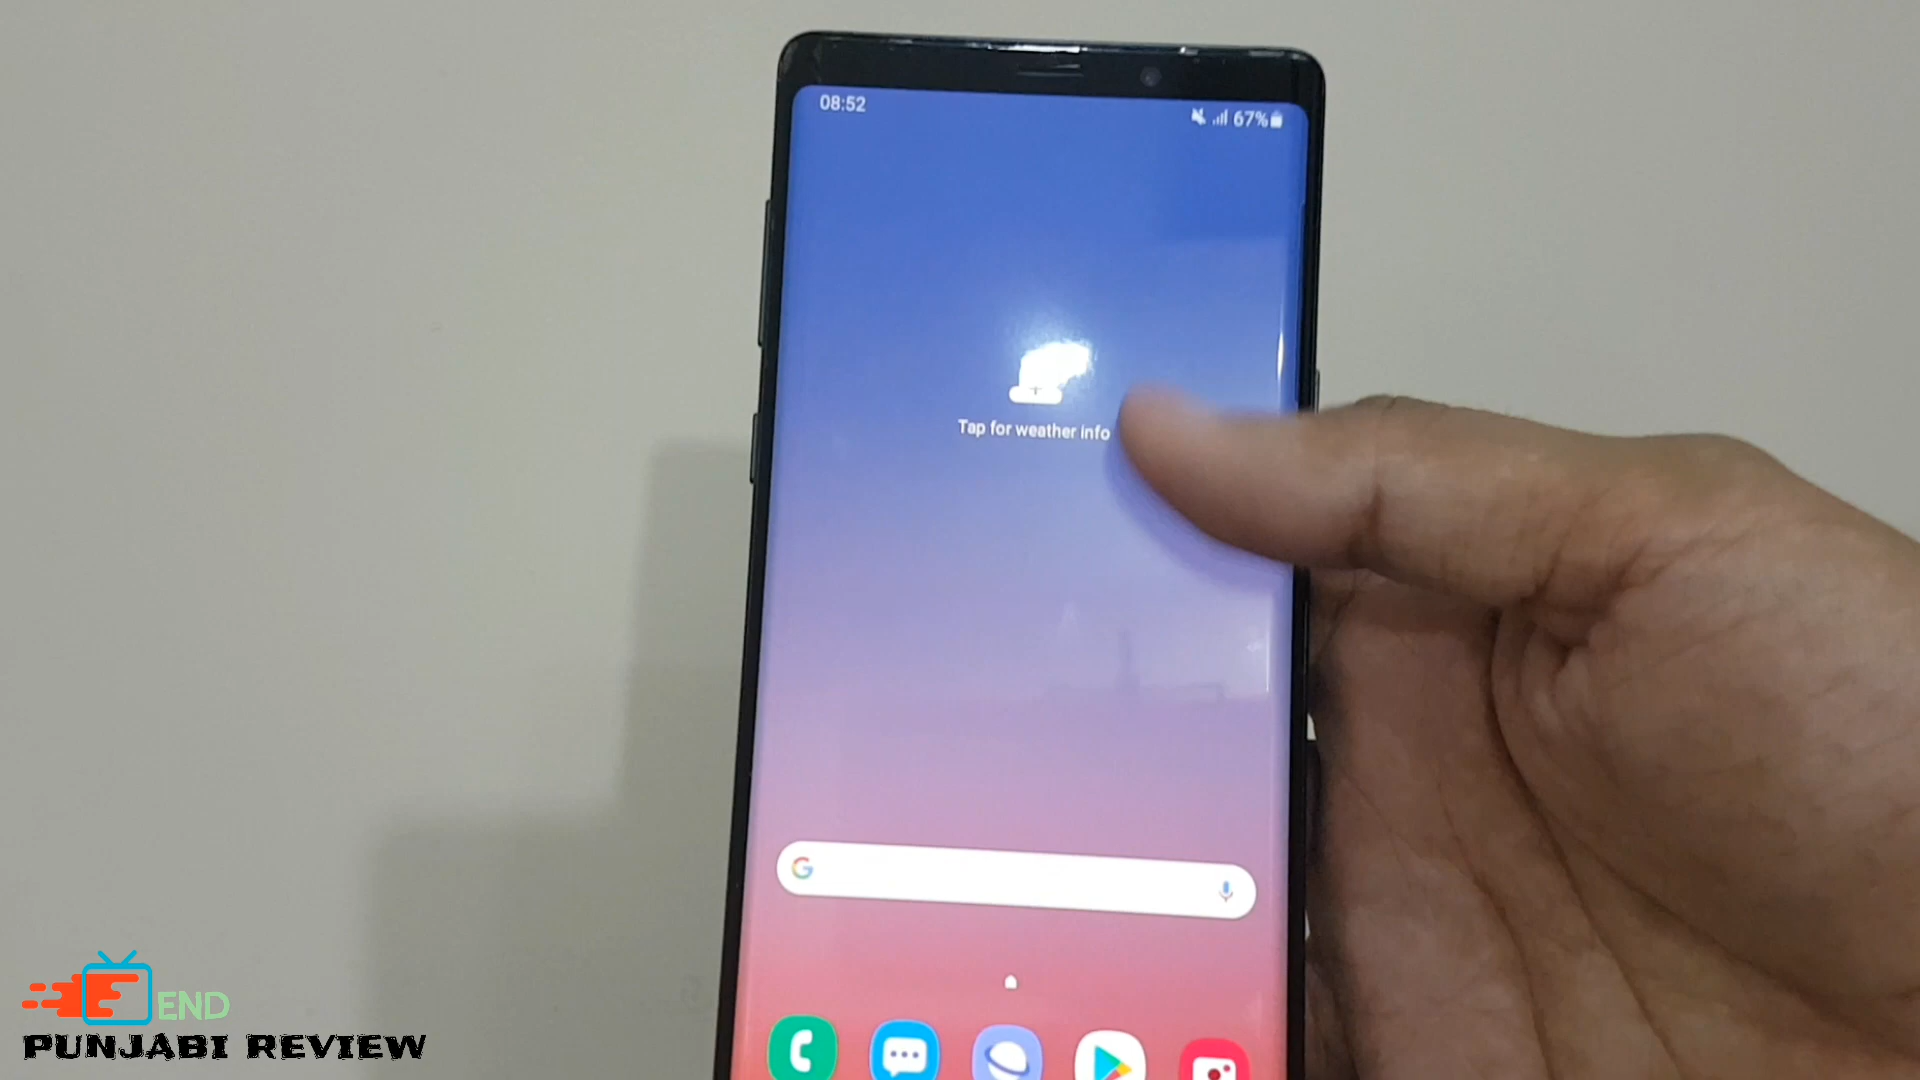 08:52
67%
Tap for weather info
G
END
PUNJABI REVIEW